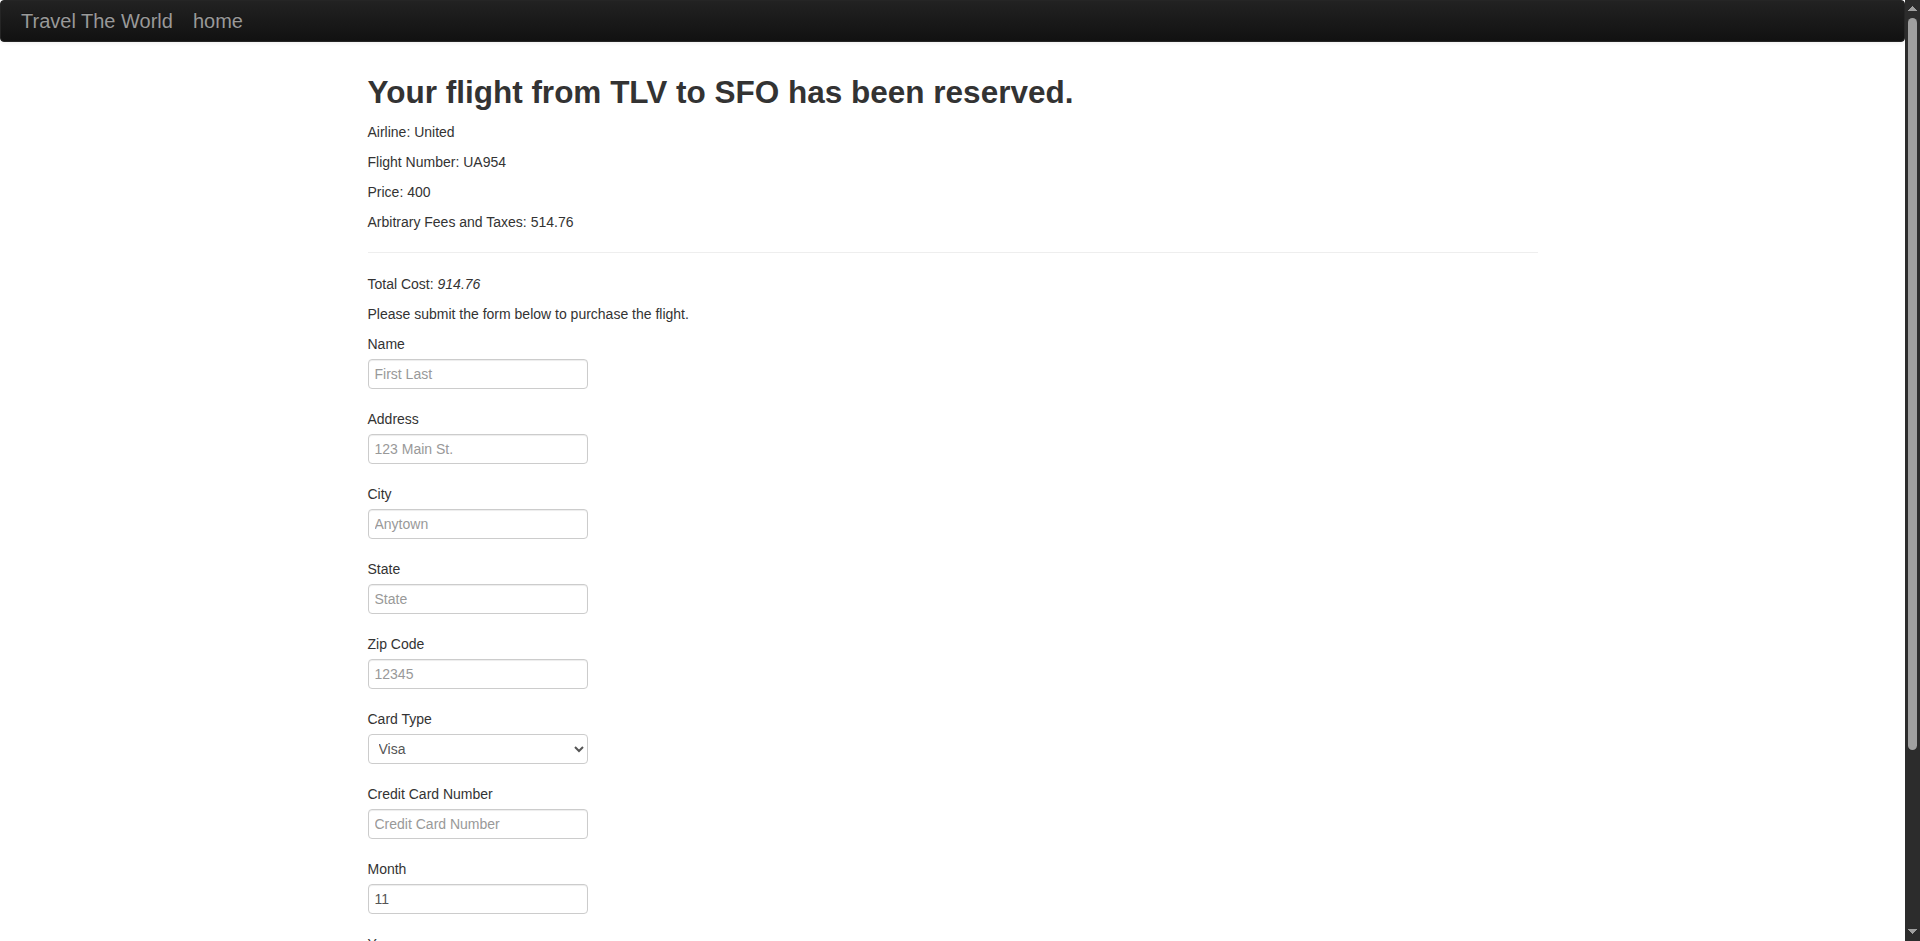 Travel The World home
Your flight from TLV to SFO has been reserved.
Airline: United
Flight Number: UA954
Price: 400
Arbitrary Fees and Taxes: 514.76
Total Cost: 914.76
Please submit the form below to purchase the flight.
Name
First Last
Address
123 Main St.
City
Anytown
State
State
Zip Code
12345
Card Type
Visa
Credit Card Number
Credit Card Number
Month
11